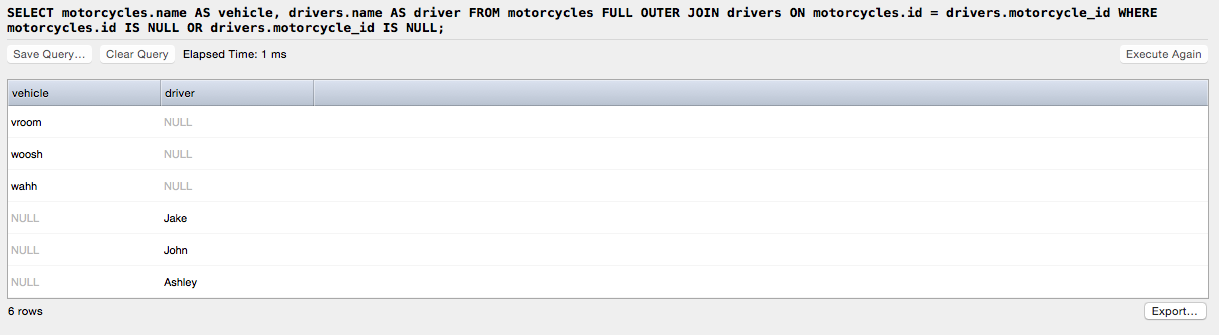 SELECT motorcycles.name AS vehicle, drivers.name AS driver FROM motorcycles FULL OUTER JOIN drivers ON motorcycles.id = drivers.motorcycle_id WHERE
motorcycles.id IS NULL OR drivers.motorcycle_id IS NULL;
Save Query... Clear Query Elapsed Time: 1 ms Execute Again
vehicle driver
vroom NULL
woosh NULL
wahh NULL
NULL Jake
NULL John
NULL Ashley
6 rows Export...